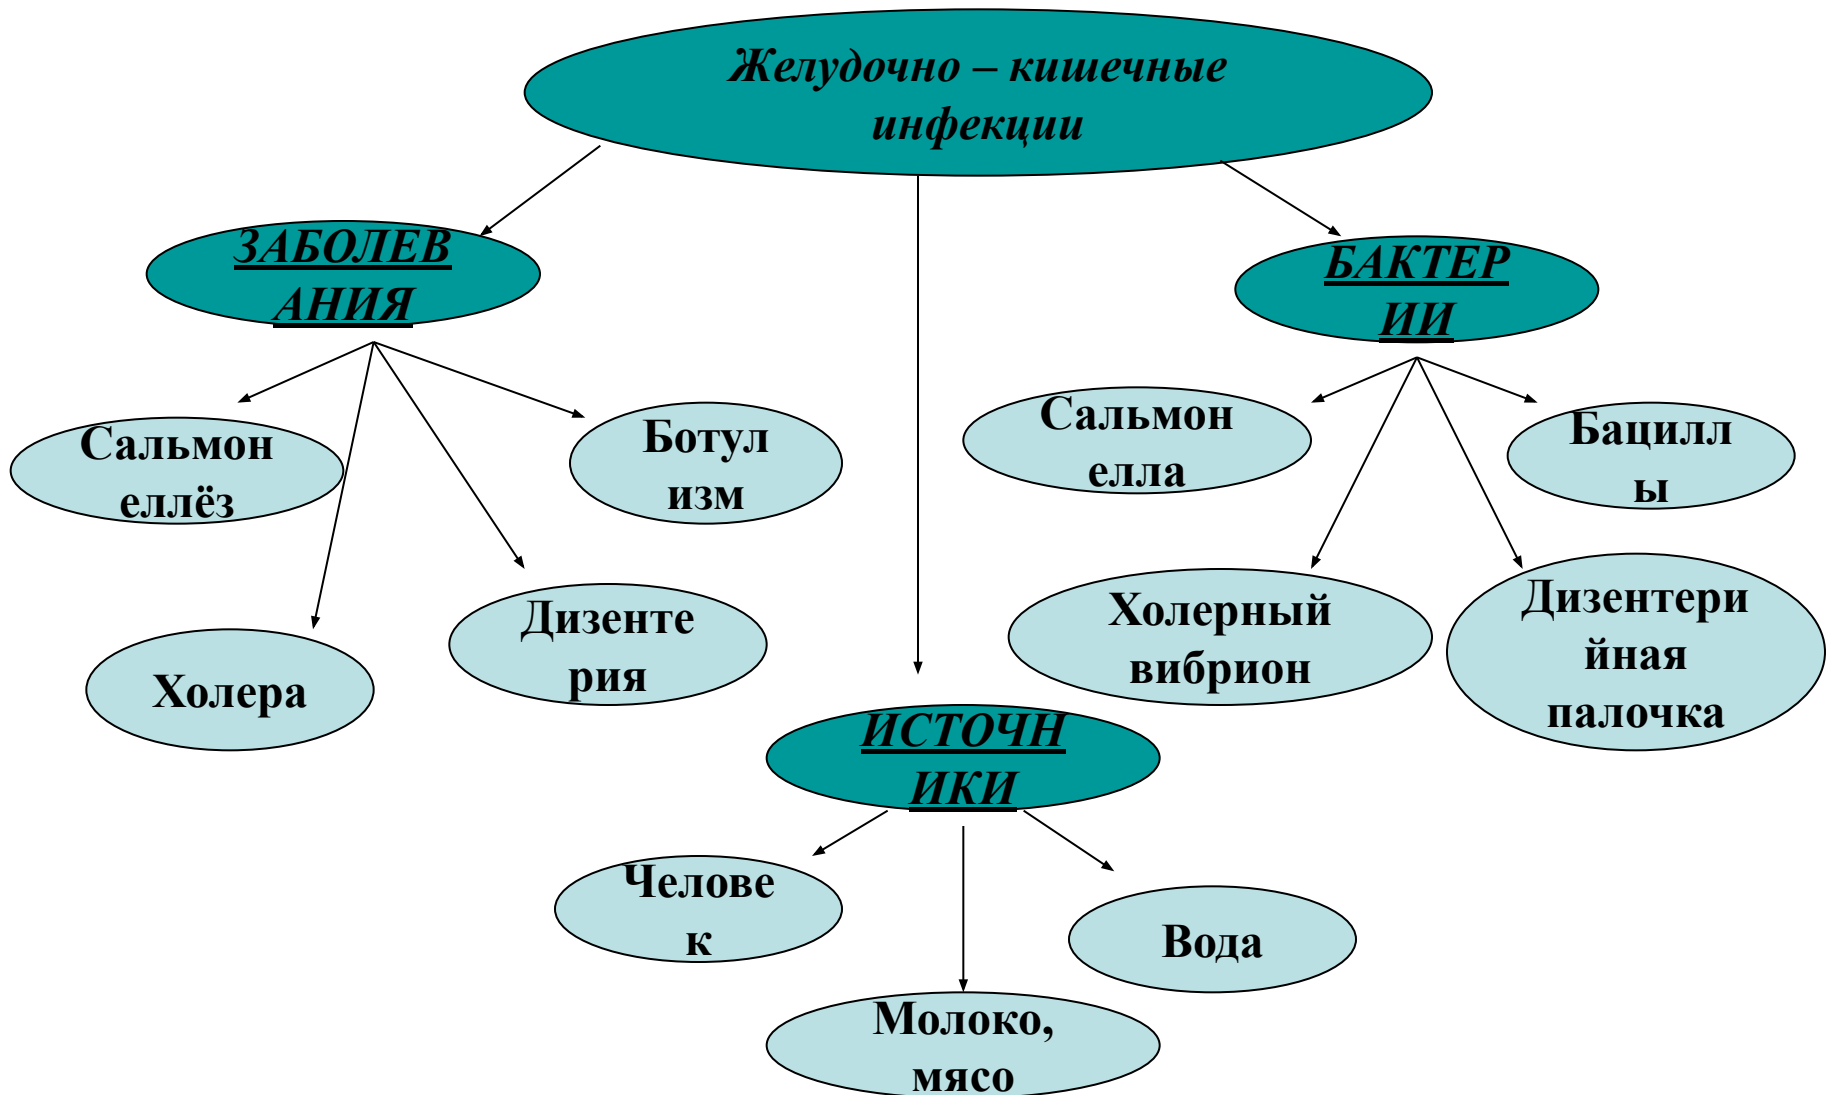 Желудочно – кишечные
инфекции
ЗАБОЛЕВ
АНИЯ
БАКТЕР
ИИ
Сальмон
еллёз
Ботул
изм
Сальмон
елла
Бацилл
ы
Холера
Дизенте
рия
Холерный
вибрион
Дизентери
йная
палочка
ИСТОЧН
ИКИ
Челове
к
Вода
Молоко,
мясо